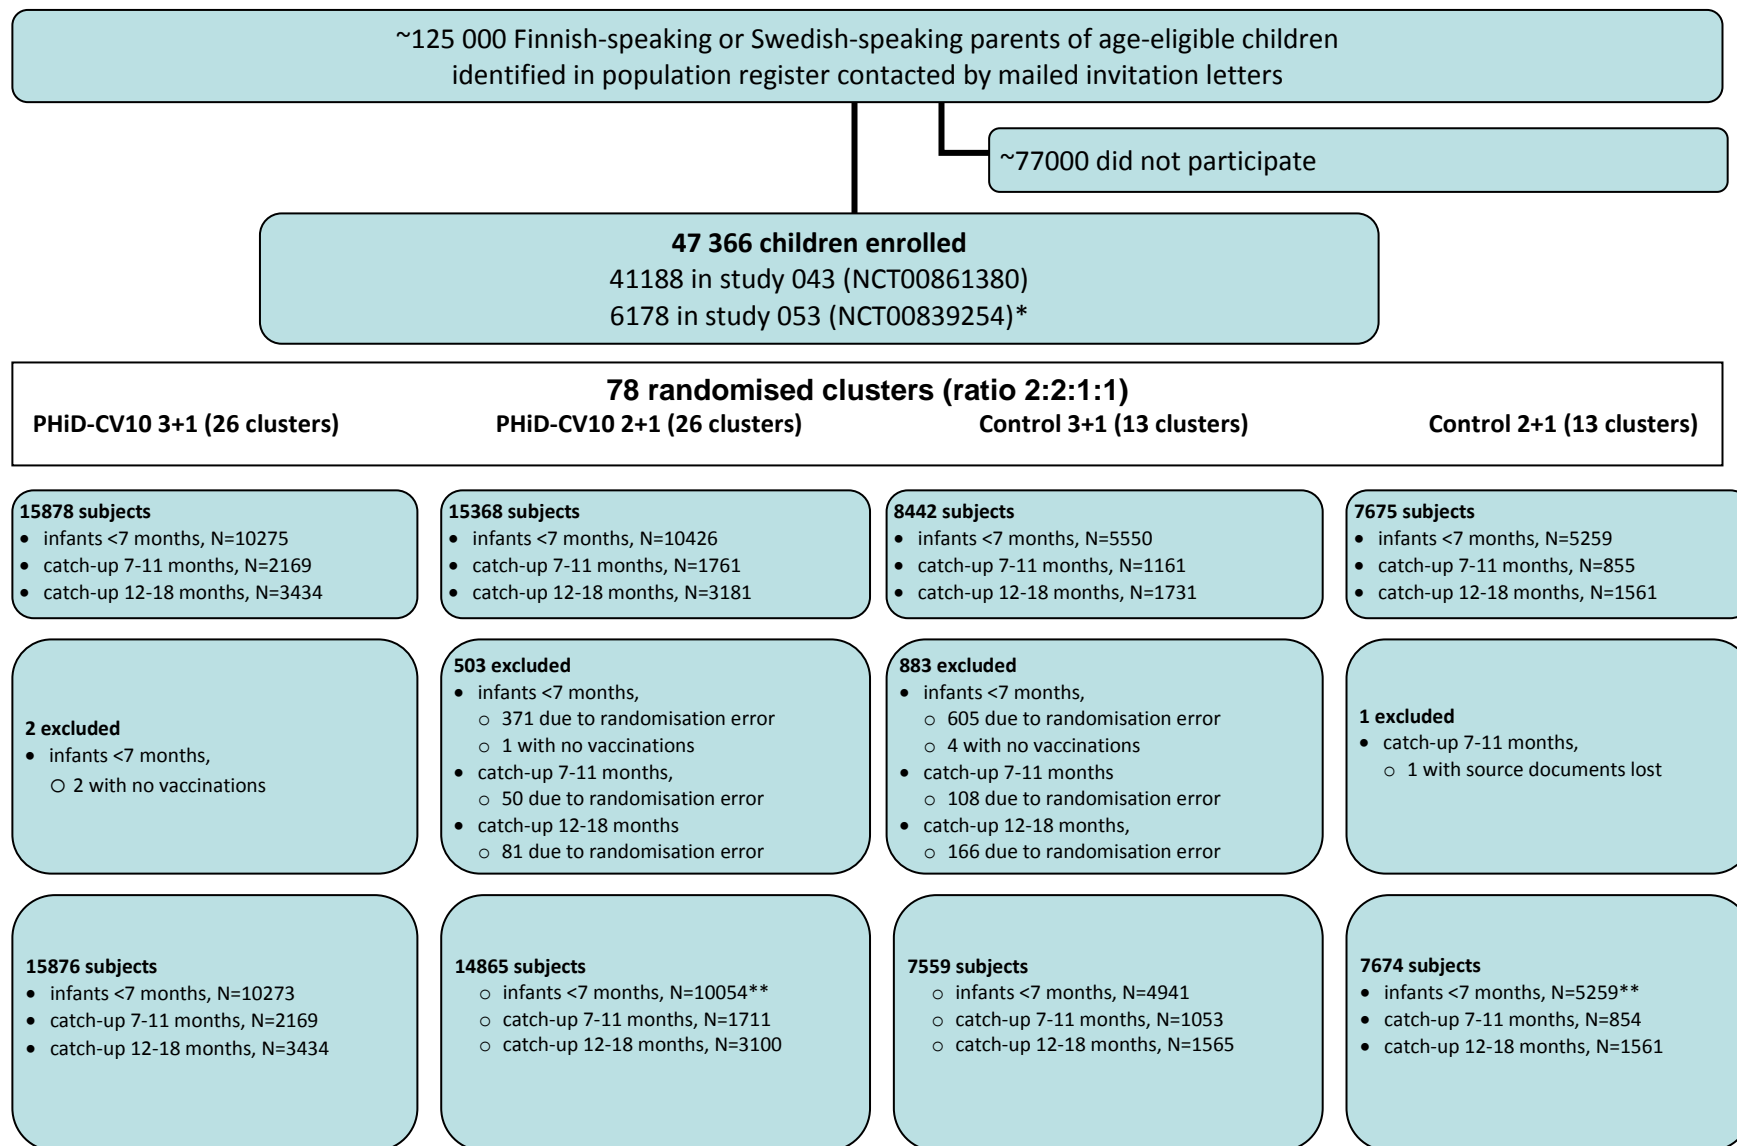 ~125 000 Finnish-speaking or Swedish-speaking parents of age-eligible children
identified in population register contacted by mailed invitation letters
~77000 did not participate
47 366 children enrolled
41188 in study 043 (NCT00861380)
6178 in study 053 (NCT00839254)*
78 randomised clusters (ratio 2:2:1:1)
PHiD-CV10 3+1 (26 clusters) PHiD-CV10 2+1 (26 clusters) Control 3+1 (13 clusters) Control 2+1 (13 clusters)
15878 subjects
• infants <7 months, N=10275
• catch-up 7-11 months, N=2169
• catch-up 12-18 months, N=3434
15368 subjects
• infants <7 months, N=10426
• catch-up 7-11 months, N=1761
• catch-up 12-18 months, N=3181
8442 subjects
• infants <7 months, N=5550
• catch-up 7-11 months, N=1161
• catch-up 12-18 months, N=1731
7675 subjects
• infants <7 months, N=5259
• catch-up 7-11 months, N=855
• catch-up 12-18 months, N=1561
2 excluded
• infants <7 months,
o 2 with no vaccinations
503 excluded
• infants <7 months,
o 371 due to randomisation error
o 1 with no vaccinations
• catch-up 7-11 months,
o 50 due to randomisation error
• catch-up 12-18 months
o 81 due to randomisation error
883 excluded
• infants <7 months,
o 605 due to randomisation error
o 4 with no vaccinations
• catch-up 7-11 months
o 108 due to randomisation error
• catch-up 12-18 months,
o 166 due to randomisation error
1 excluded
• catch-up 7-11 months,
o 1 with source documents lost
15876 subjects
• infants <7 months, N=10273
• catch-up 7-11 months, N=2169
• catch-up 12-18 months, N=3434
14865 subjects
o infants <7 months, N=10054**
o catch-up 7-11 months, N=1711
o catch-up 12-18 months, N=3100
7559 subjects
o infants <7 months, N=4941
o catch-up 7-11 months, N=1053
o catch-up 12-18 months, N=1565
7674 subjects
• infants <7 months, N=5259**
• catch-up 7-11 months, N=854
• catch-up 12-18 months, N=1561